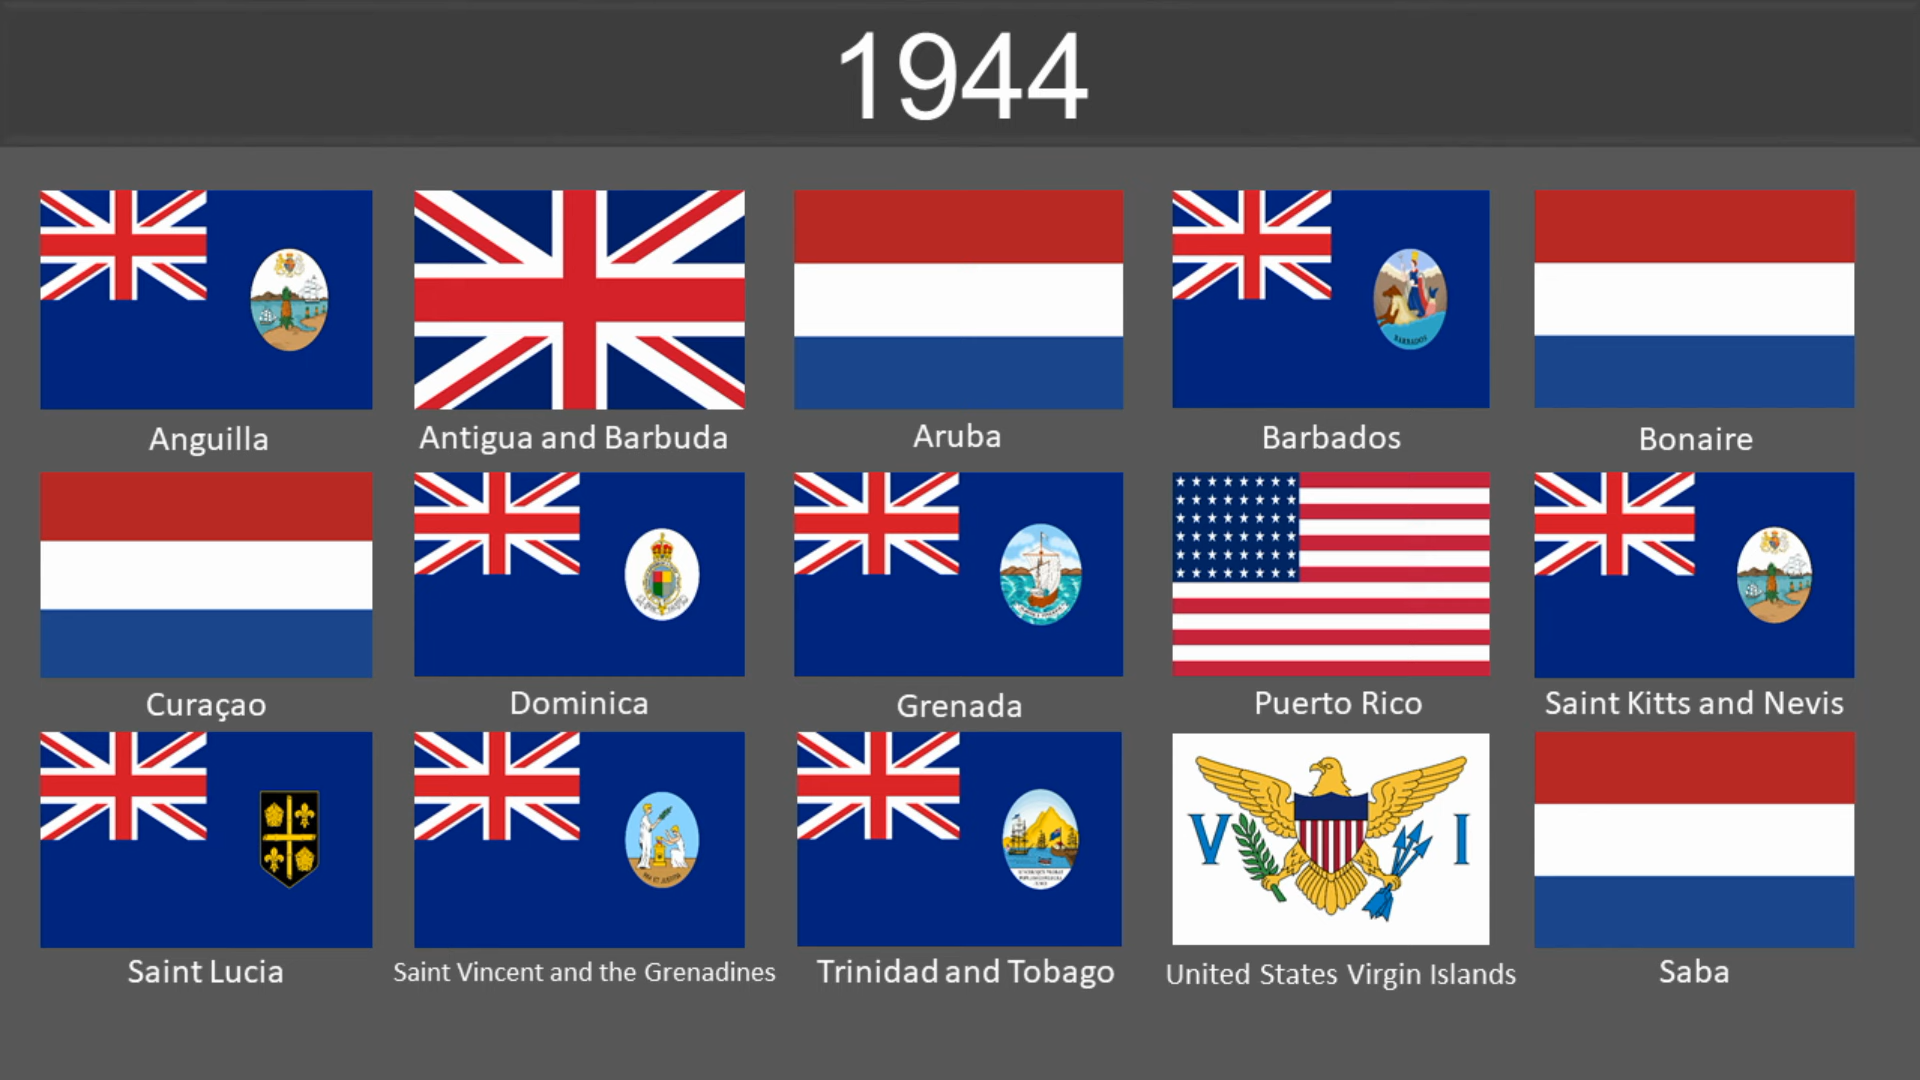 1944
Anguilla
Antigua and Barbuda
Aruba
Barbados
Bonaire
BARBADOS
Curaçao
Dominica
Grenada
Puerto Rico
Saint Kitts and Nevis
V I
Saint Lucia
Saint Vincent and the Grenadines
Trinidad and Tobago
United States Virgin Islands
Saba